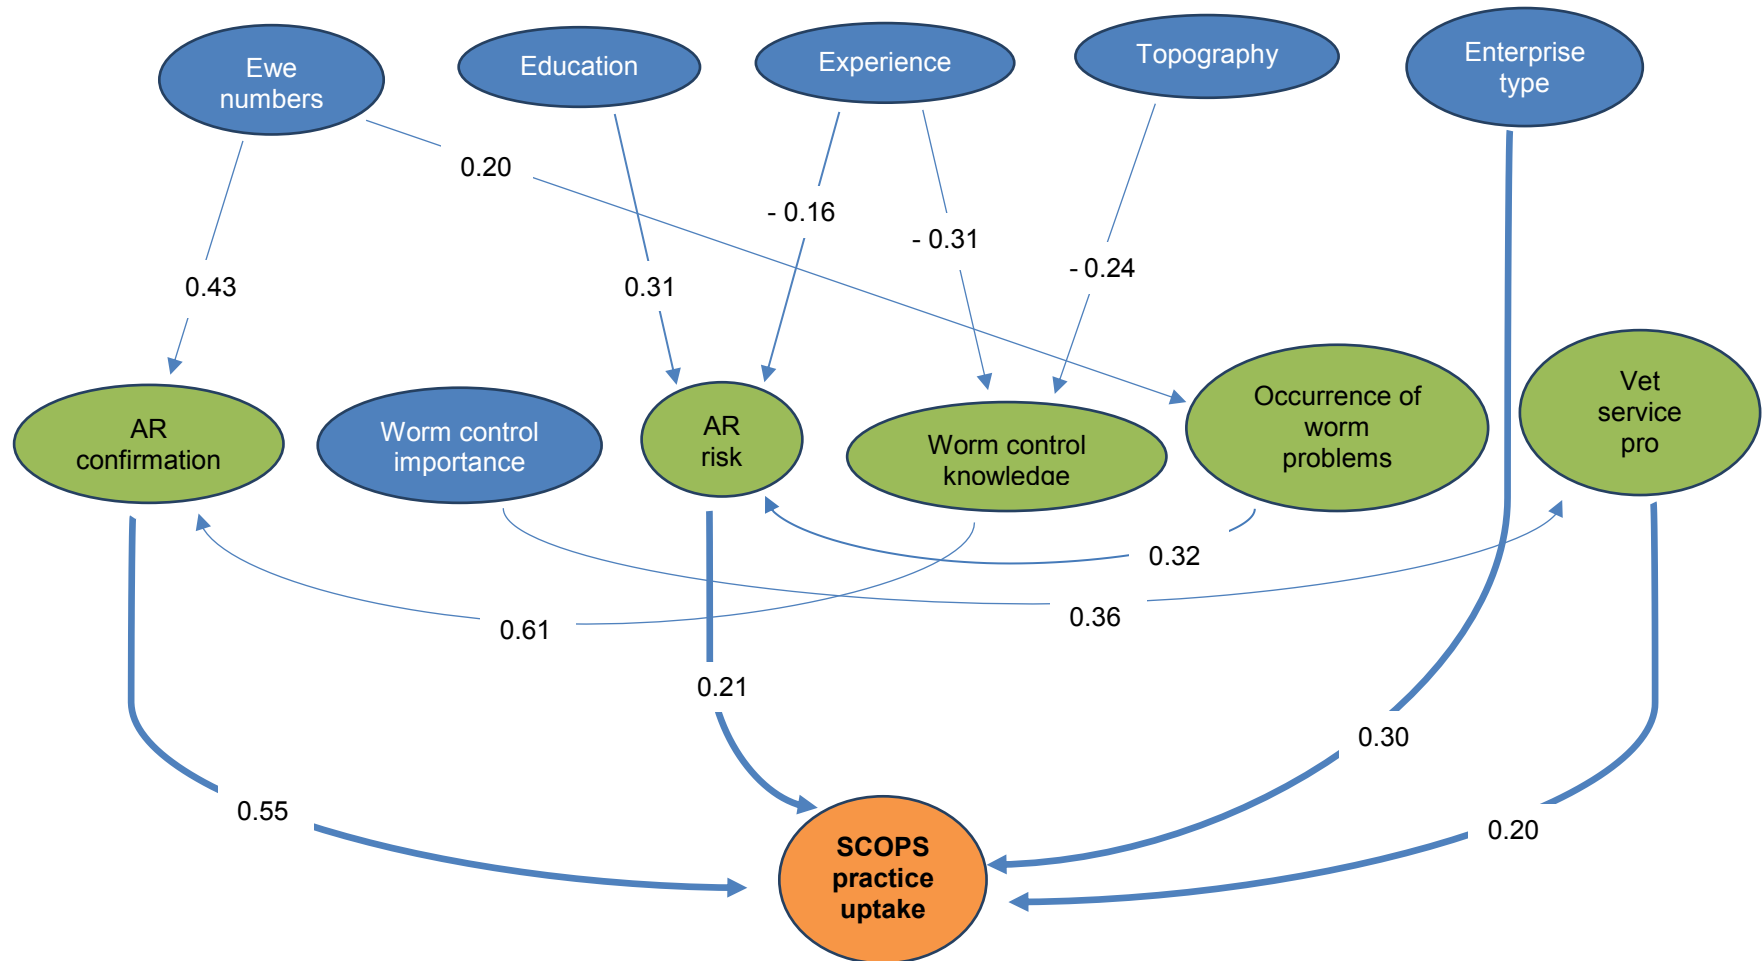 Ewe
numbers
Education
Experience
Topography
Enterprise
type
0.20
- 0.16
- 0.31
- 0.24
0.43
0.31
AR
confirmation
Worm control
importance
AR
risk
Worm control
knowledge
Occurrence of
worm
problems
Vet
service
pro
0.32
0.61
0.36
0.21
0.30
0.55
0.20
SCOPS
practice
uptake